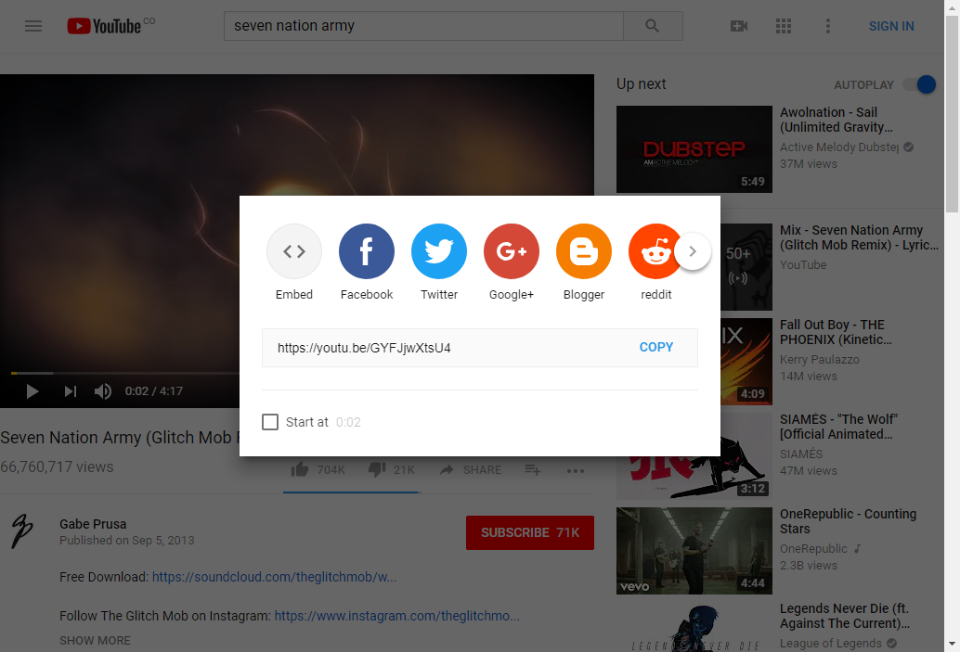 YouTube CO
seven nation army
SIGN IN
Up next
AUTOPLAY
DUBSTEP
5:49
Awolnation - Sail
(Unlimited Gravity...
Active Melody Dubstep
37M views
50+
Mix - Seven Nation Army
(Glitch Mob Remix) - Lyric...
YouTube
IX
4:09
Fall Out Boy - THE
PHOENIX (Kinetic...
Kerry Paulazzo
14M views
3:12
SIAMÉS - "The Wolf"
[Official Animated...
SIAMÉS
47M views
vevo
4:44
OneRepublic - Counting
Stars
OneRepublic
2.3B views
LEGENDS NEVER DIE
Legends Never Die (ft.
Against The Current)...
League of Legends
Embed
Facebook
Twitter
G+
Google+
Blogger
reddit
https://youtu.be/GYFJjwXtsU4
COPY
Start at 0:02
0:02 / 4:17
Seven Nation Army (Glitch Mob
66,760,717 views
704K
21K
SHARE
Gabe Prusa
Published on Sep 5, 2013
SUBSCRIBE 71K
Free Download: https://soundcloud.com/theglitchmob/w...
Follow The Glitch Mob on Instagram: https://www.instagram.com/theglitchmo...
SHOW MORE